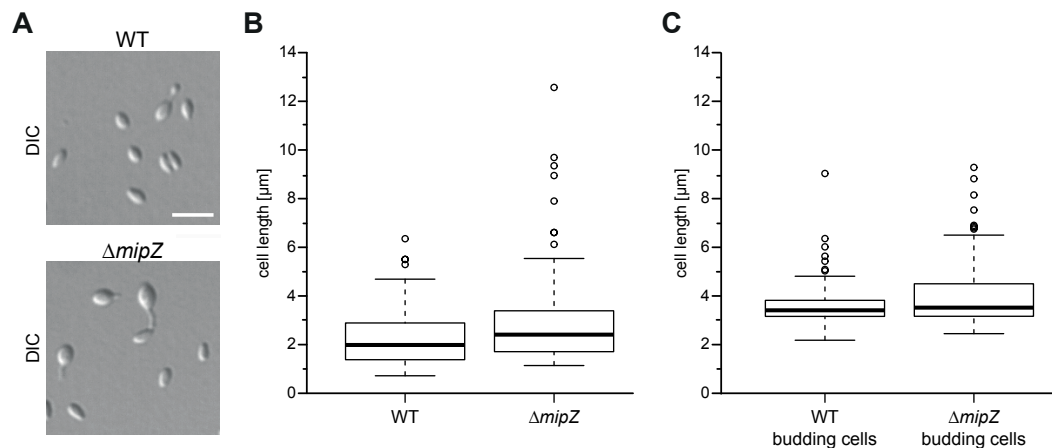 A
WT
DIC
ΔmipZ
DIC
B
14
12
10
8
6
4
2
0
cell length [µm]
WT
ΔmipZ
C
14
12
10
8
6
4
2
0
cell length [µm]
WT
budding cells
ΔmipZ
budding cells